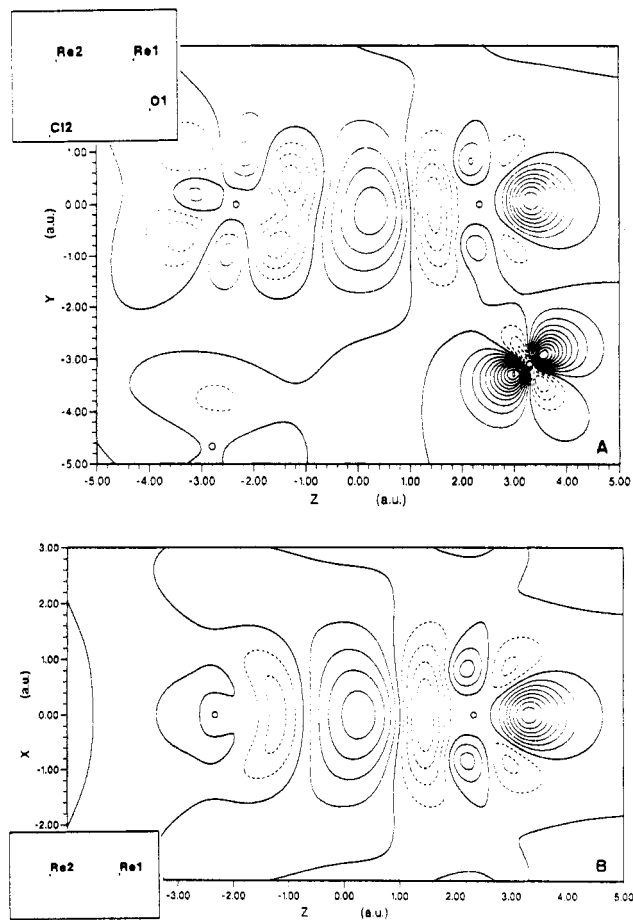 Re2 Re1
O1
Cl2
1.00
0.00
-1.00
-2.00
-3.00
-4.00
-5.00
Y (a.u.)
A
-5.00 -4.00 -3.00 -2.00 -1.00 0.00 1.00 2.00 3.00 4.00 5.00
Z (a.u.)
3.00
2.00
1.00
0.00
-1.00
-2.00
X (a.u.)
Re2 Re1
B
-3.00 -2.00 -1.00 0.00 1.00 2.00 3.00 4.00 5.00
Z (a.u.)